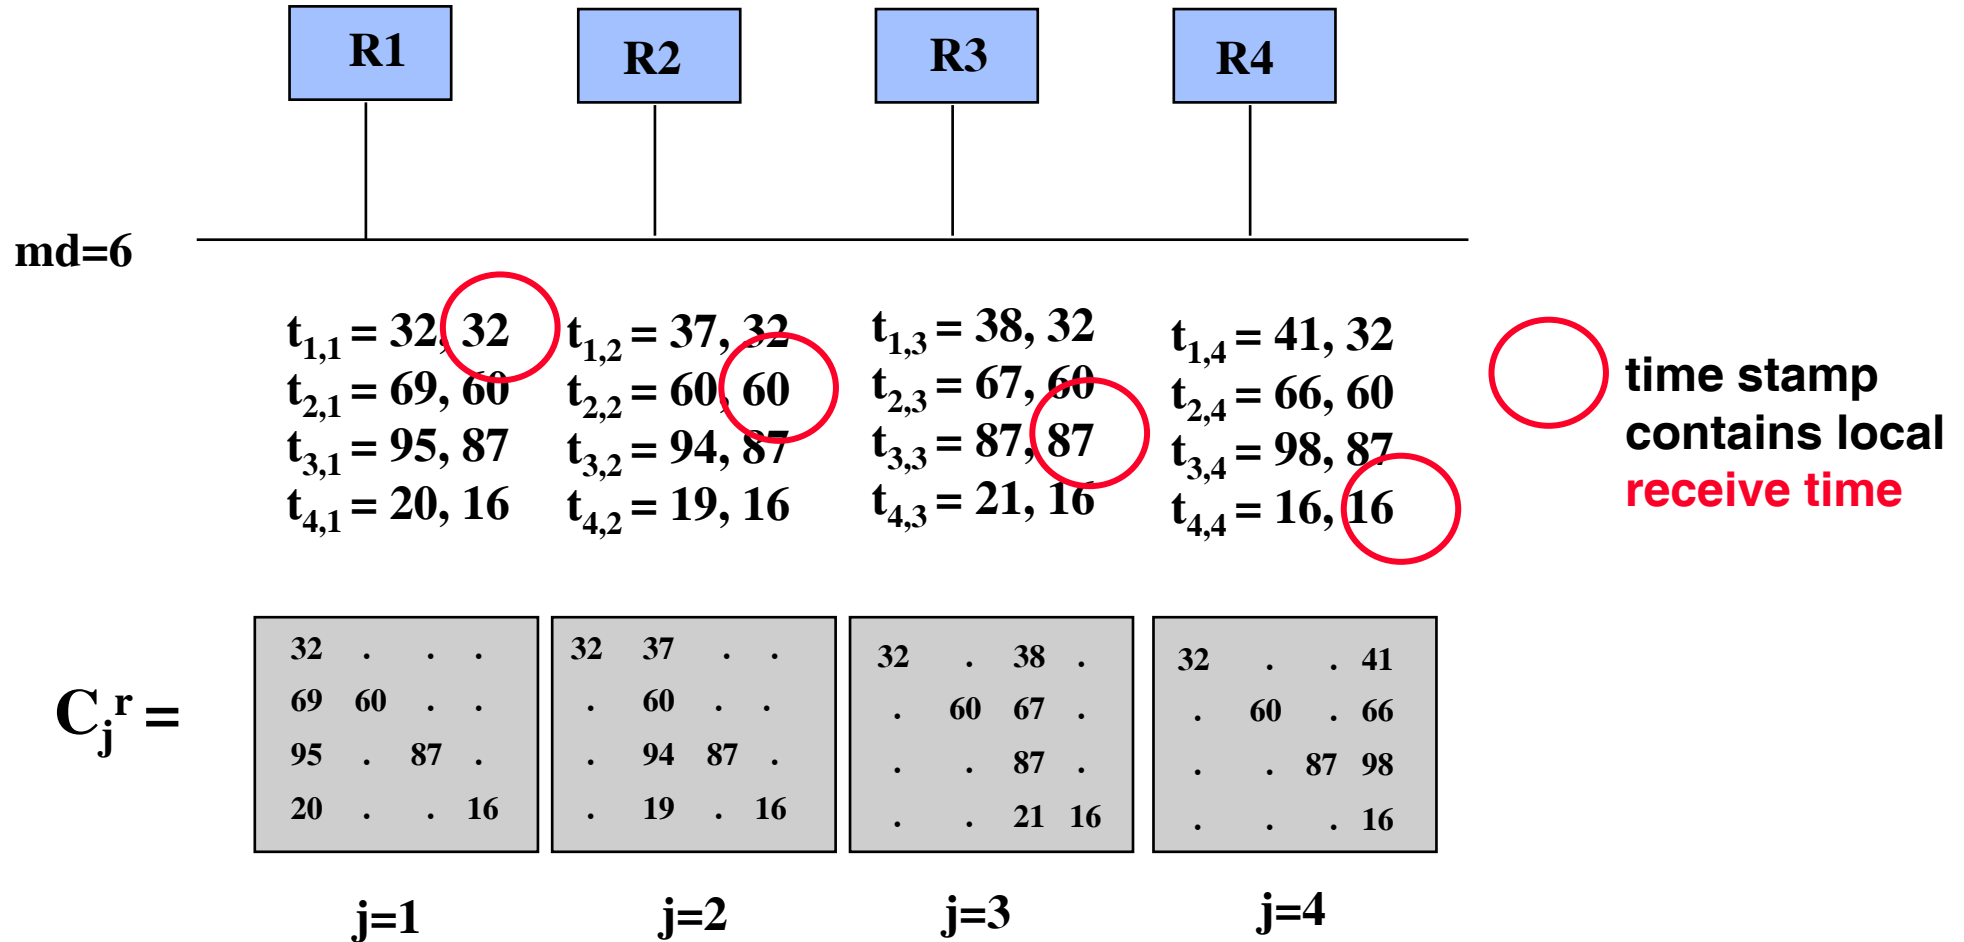 R1 R2 R3 R4
md=6
t1,1 = 32, 32 t1,2 = 37, 32 t1,3 = 38, 32 t1,4 = 41, 32
t2,1 = 69, 60 t2,2 = 60, 60 t2,3 = 67, 60 t2,4 = 66, 60
t3,1 = 95, 87 t3,2 = 94, 87 t3,3 = 87, 87 t3,4 = 98, 87
t4,1 = 20, 16 t4,2 = 19, 16 t4,3 = 21, 16 t4,4 = 16, 16
time stamp
contains local
receive time
Cjr =
32 . . .
69 60 . .
95 . 87 .
20 . . 16
32 37 . .
. 60 . .
. 94 87 .
. 19 . 16
32 . 38 .
. 60 67 .
. . 87 .
. . 21 16
32 . . 41
. 60 . 66
. . 87 98
. . . 16
j=1 j=2 j=3 j=4